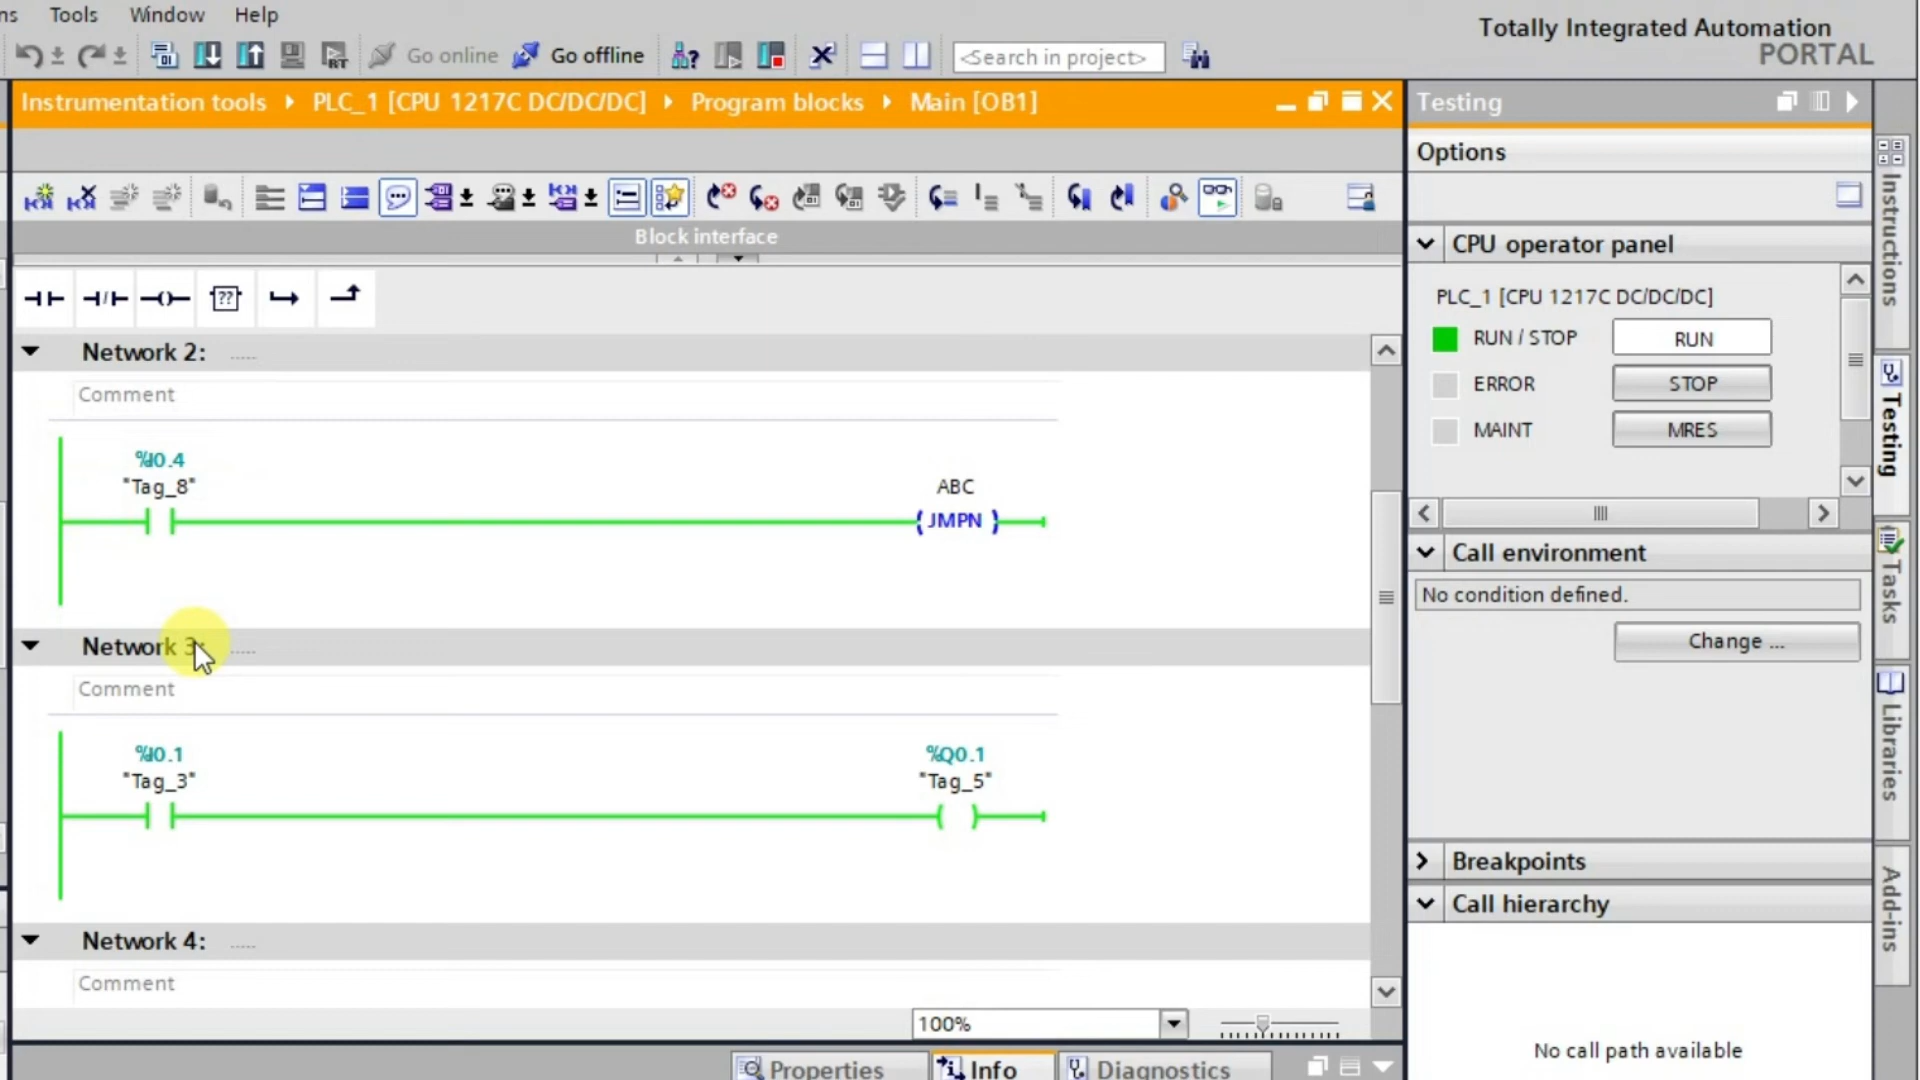 ns Tools Window Help
Totally Integrated Automation
PORTAL
Go online Go offline <Search in project>
Instrumentation tools PLC_1 [CPU 1217C DC/DC/DC] Program blocks Main [OB1]
Testing
Options
Block interface
CPU operator panel
PLC_1 [CPU 1217C DC/DC/DC]
RUN / STOP RUN
ERROR STOP
MAINT MRES
??
Network 2: .....
Comment
%I0.4
"Tag_8"
ABC
JMPN
Network 3: .....
Comment
%I0.1
"Tag_3"
%Q0.1
"Tag_5"
Network 4: .....
Comment
100%
Properties Info Diagnostics
Call environment
No condition defined.
Change ...
Breakpoints
Call hierarchy
No call path available
Instructions
Testing
Tasks
Libraries
Add-ins